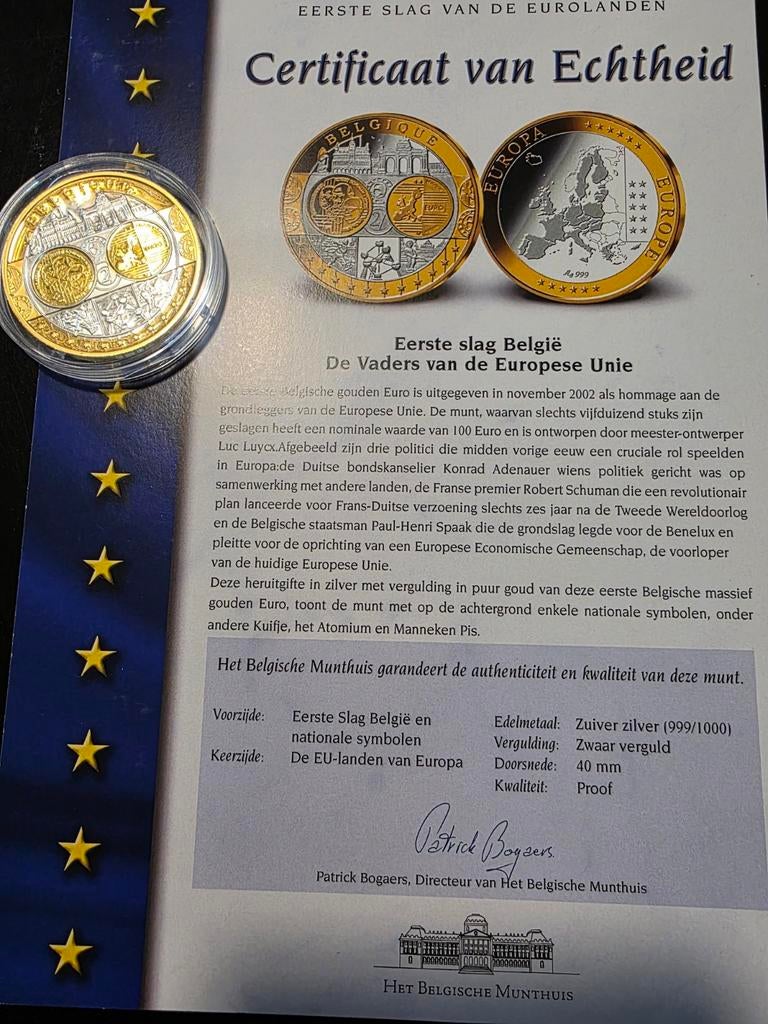 EERSTE SLAG VAN DE EUROLANDEN
Certificaat van Echtheid
BELGIQUE
EURO
BELGIQUE
EURO
EUROPA
EUROPE
Ag 999
Eerste slag België
De Vaders van de Europese Unie
De eerste Belgische gouden Euro is uitgegeven in november 2002 als hommage aan de
grondleggers van de Europese Unie. De munt, waarvan slechts vijfduizend stuks zijn
geslagen heeft een nominale waarde van 100 Euro en is ontworpen door meester-ontwerper
Luc Luycx.Afgebeeld zijn drie politici die midden vorige eeuw een cruciale rol speelden
in Europa:de Duitse bondskanselier Konrad Adenauer wiens politiek gericht was op
samenwerking met andere landen, de Franse premier Robert Schuman die een revolutionair
plan lanceerde voor Frans-Duitse verzoening slechts zes jaar na de Tweede Wereldoorlog
en de Belgische staatsman Paul-Henri Spaak die de grondslag legde voor de Benelux en
pleitte voor de oprichting van een Europese Economische Gemeenschap, de voorloper
van de huidige Europese Unie.
Deze heruitgifte in zilver met vergulding in puur goud van deze eerste Belgische massief
gouden Euro, toont de munt met op de achtergrond enkele nationale symbolen, onder
andere Kuifje, het Atomium en Manneken Pis.
Het Belgische Munthuis garandeert de authenticiteit en kwaliteit van deze munt.
Voorzijde: Eerste Slag België en
nationale symbolen
Keerzijde: De EU-landen van Europa
Edelmetaal: Zuiver zilver (999/1000)
Vergulding: Zwaar verguld
Doorsnede: 40 mm
Kwaliteit: Proof
Patrick Bogaers
Patrick Bogaers, Directeur van Het Belgische Munthuis
HET BELGISCHE MUNTHUIS